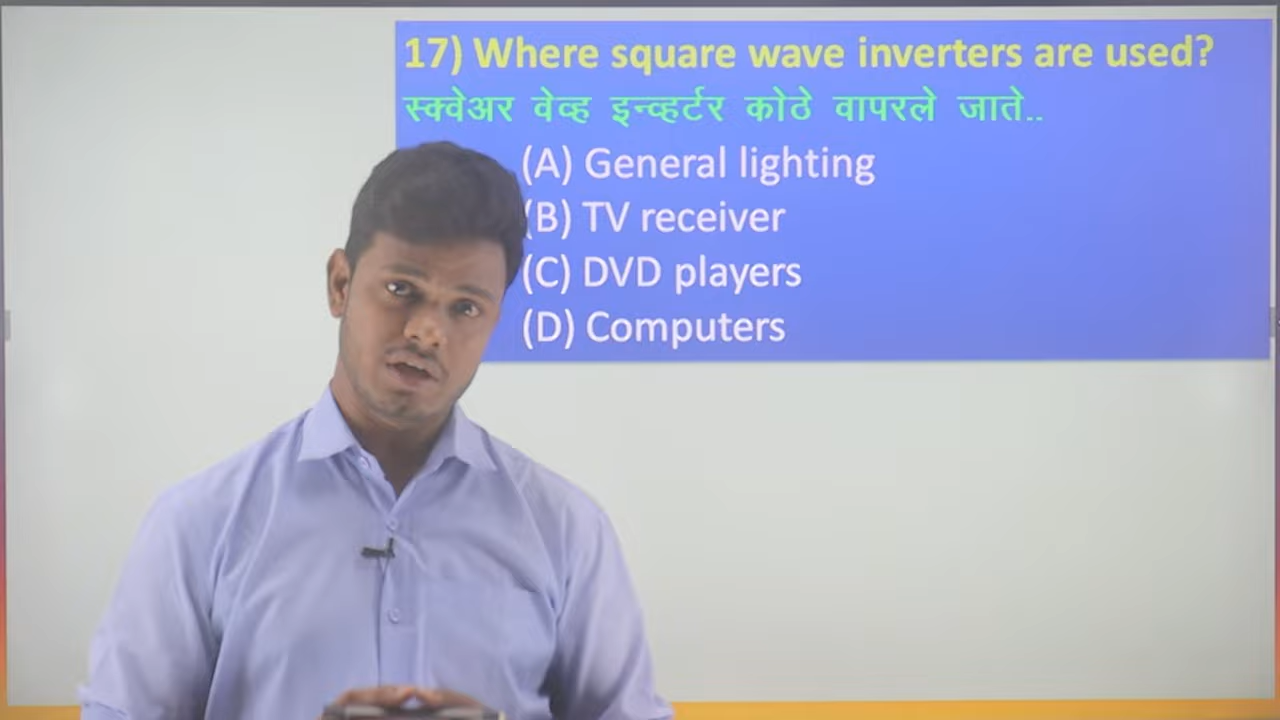 17) Where square wave inverters are used?
स्क्वेअर वेव्ह इन्व्हर्टर कोठे वापरले जाते..
(A) General lighting
(B) TV receiver
(C) DVD players
(D) Computers